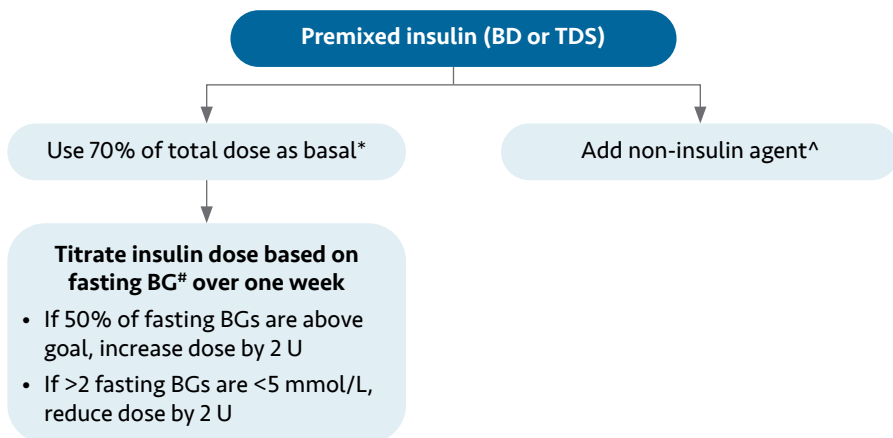 Premixed insulin (BD or TDS)
Use 70% of total dose as basal*
Add non-insulin agent^
Titrate insulin dose based on
fasting BG# over one week
• If 50% of fasting BGs are above
goal, increase dose by 2 U
• If >2 fasting BGs are <5 mmol/L,
reduce dose by 2 U